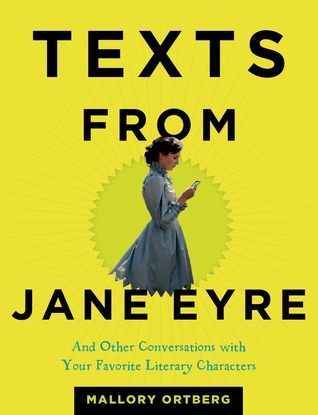 TEXTS
FROM
JANE EYRE
And Other Conversations with
Your Favorite Literary Characters
MALLORY ORTBERG